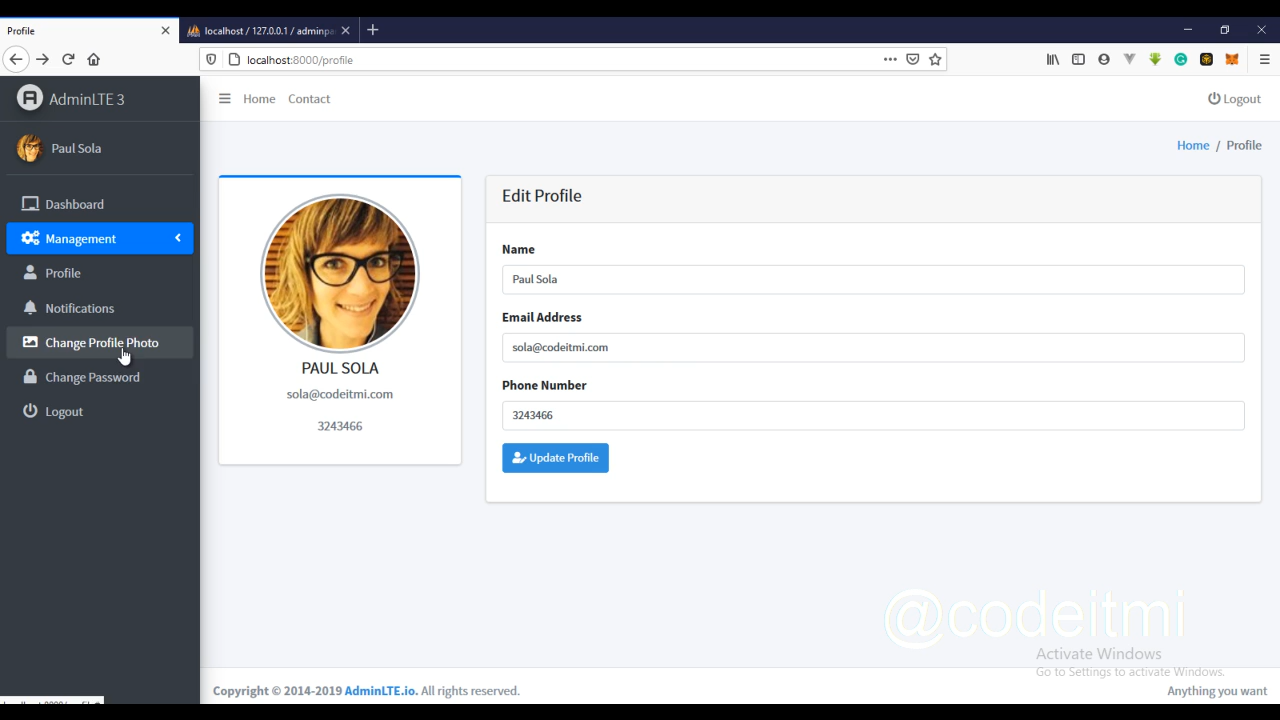 Profile
localhost / 127.0.0.1 / adminpa
localhost:8000/profile
AdminLTE 3
Home Contact
Logout
Paul Sola
Home / Profile
Dashboard
Management
Profile
Notifications
Change Profile Photo
Change Password
Logout
PAUL SOLA
sola@codeitmi.com
3243466
Edit Profile
Name
Paul Sola
Email Address
sola@codeitmi.com
Phone Number
3243466
Update Profile
@codeitmi
Activate Windows
Go to Settings to activate Windows.
Copyright © 2014-2019 AdminLTE.io. All rights reserved.
Anything you want